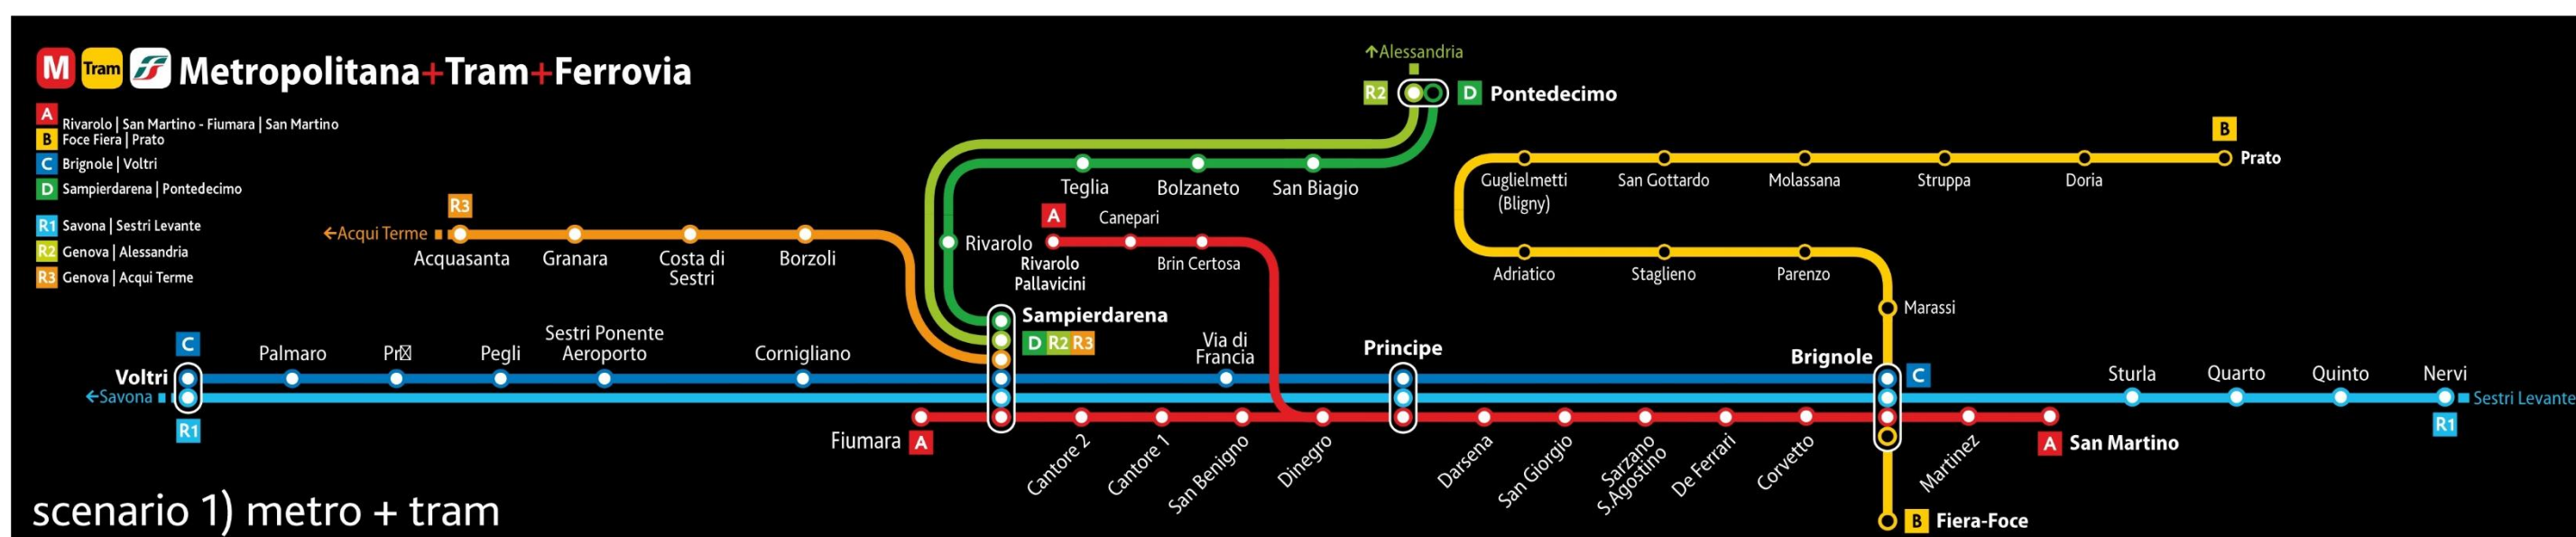 M Tram Metropolitana+Tram+Ferrovia
A Rivarolo | San Martino - Fiumara | San Martino
B Foce Fiera | Prato
C Brignole | Voltri
D Sampierdarena | Pontedecimo
R1 Savona | Sestri Levante
R2 Genova | Alessandria
R3 Genova | Acqui Terme
↑Alessandria
R2 D Pontedecimo
Teglia Bolzaneto San Biagio
B
Prato
Guglielmetti
(Bligny)
San Gottardo Molassana Struppa Doria
Adriatico Staglieno Parenzo
Marassi
R3
←Acqui Terme
Acquasanta Granara
Costa di
Sestri
Borzoli
Rivarolo
A
Canepari
Rivarolo
Pallavicini
Brin Certosa
Sampierdarena
D R2 R3
C
Voltri
←Savona
R1
Palmaro
Pegli
Sestri Ponente
Aeroporto
Cornigliano
Via di
Francia
Principe
Brignole
C
Sturla Quarto Quinto Nervi
Sestri Levante
R1
Fiumara A
Cantore 2
Cantore 1
San Benigno
Dinegro
Darsena
San Giorgio
Sarzano
S.Agostino
De Ferrari
Corvetto
Martinez
A San Martino
B Fiera-Foce
scenario 1) metro + tram